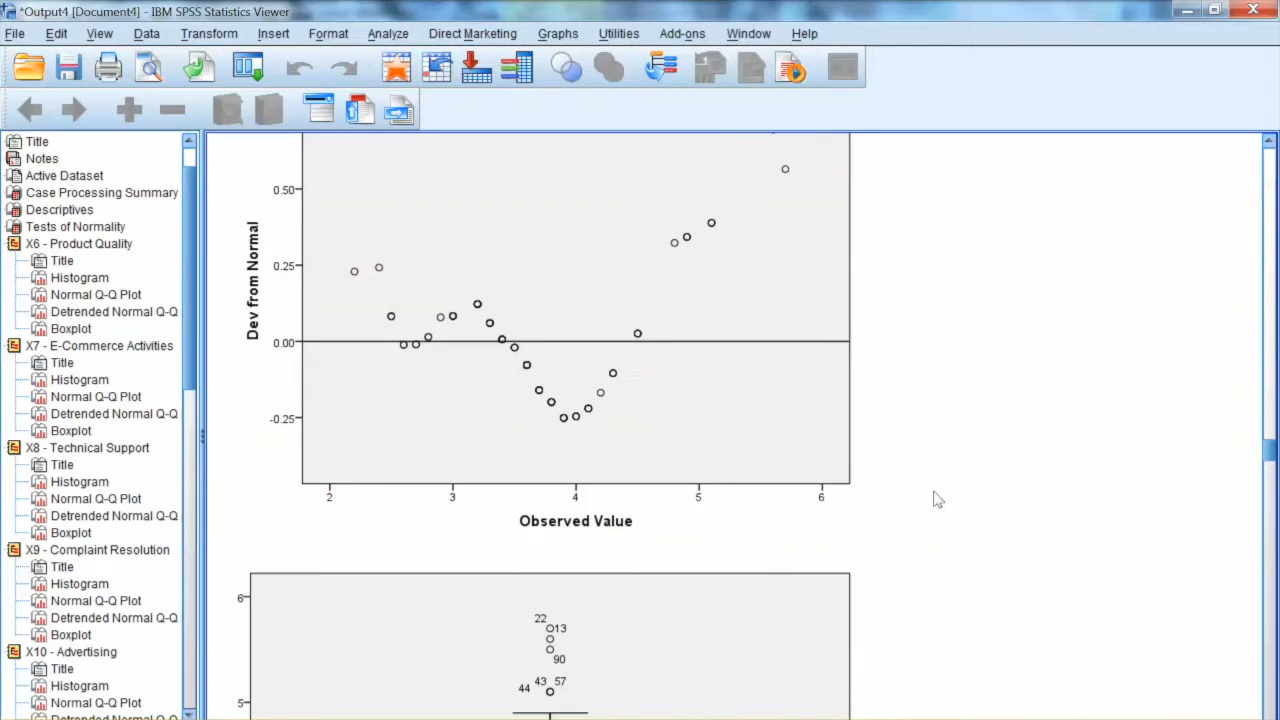 *Output4 [Document4] - IBM SPSS Statistics Viewer
File Edit View Data Transform Insert Format Analyze Direct Marketing Graphs Utilities Add-ons Window Help
Title
Notes
Active Dataset
Case Processing Summary
Descriptives
Tests of Normality
X6 - Product Quality
Title
Histogram
Normal Q-Q Plot
Detrended Normal Q-Q
Boxplot
X7 - E-Commerce Activities
Title
Histogram
Normal Q-Q Plot
Detrended Normal Q-Q
Boxplot
X8 - Technical Support
Title
Histogram
Normal Q-Q Plot
Detrended Normal Q-Q
Boxplot
X9 - Complaint Resolution
Title
Histogram
Normal Q-Q Plot
Detrended Normal Q-Q
Boxplot
X10 - Advertising
Title
Histogram
Normal Q-Q Plot
Detrended Normal Q-Q
Dev from Normal
0.50
0.25
0.00
-0.25
2 3 4 5 6
Observed Value
6
5
22
13
90
44 43 57